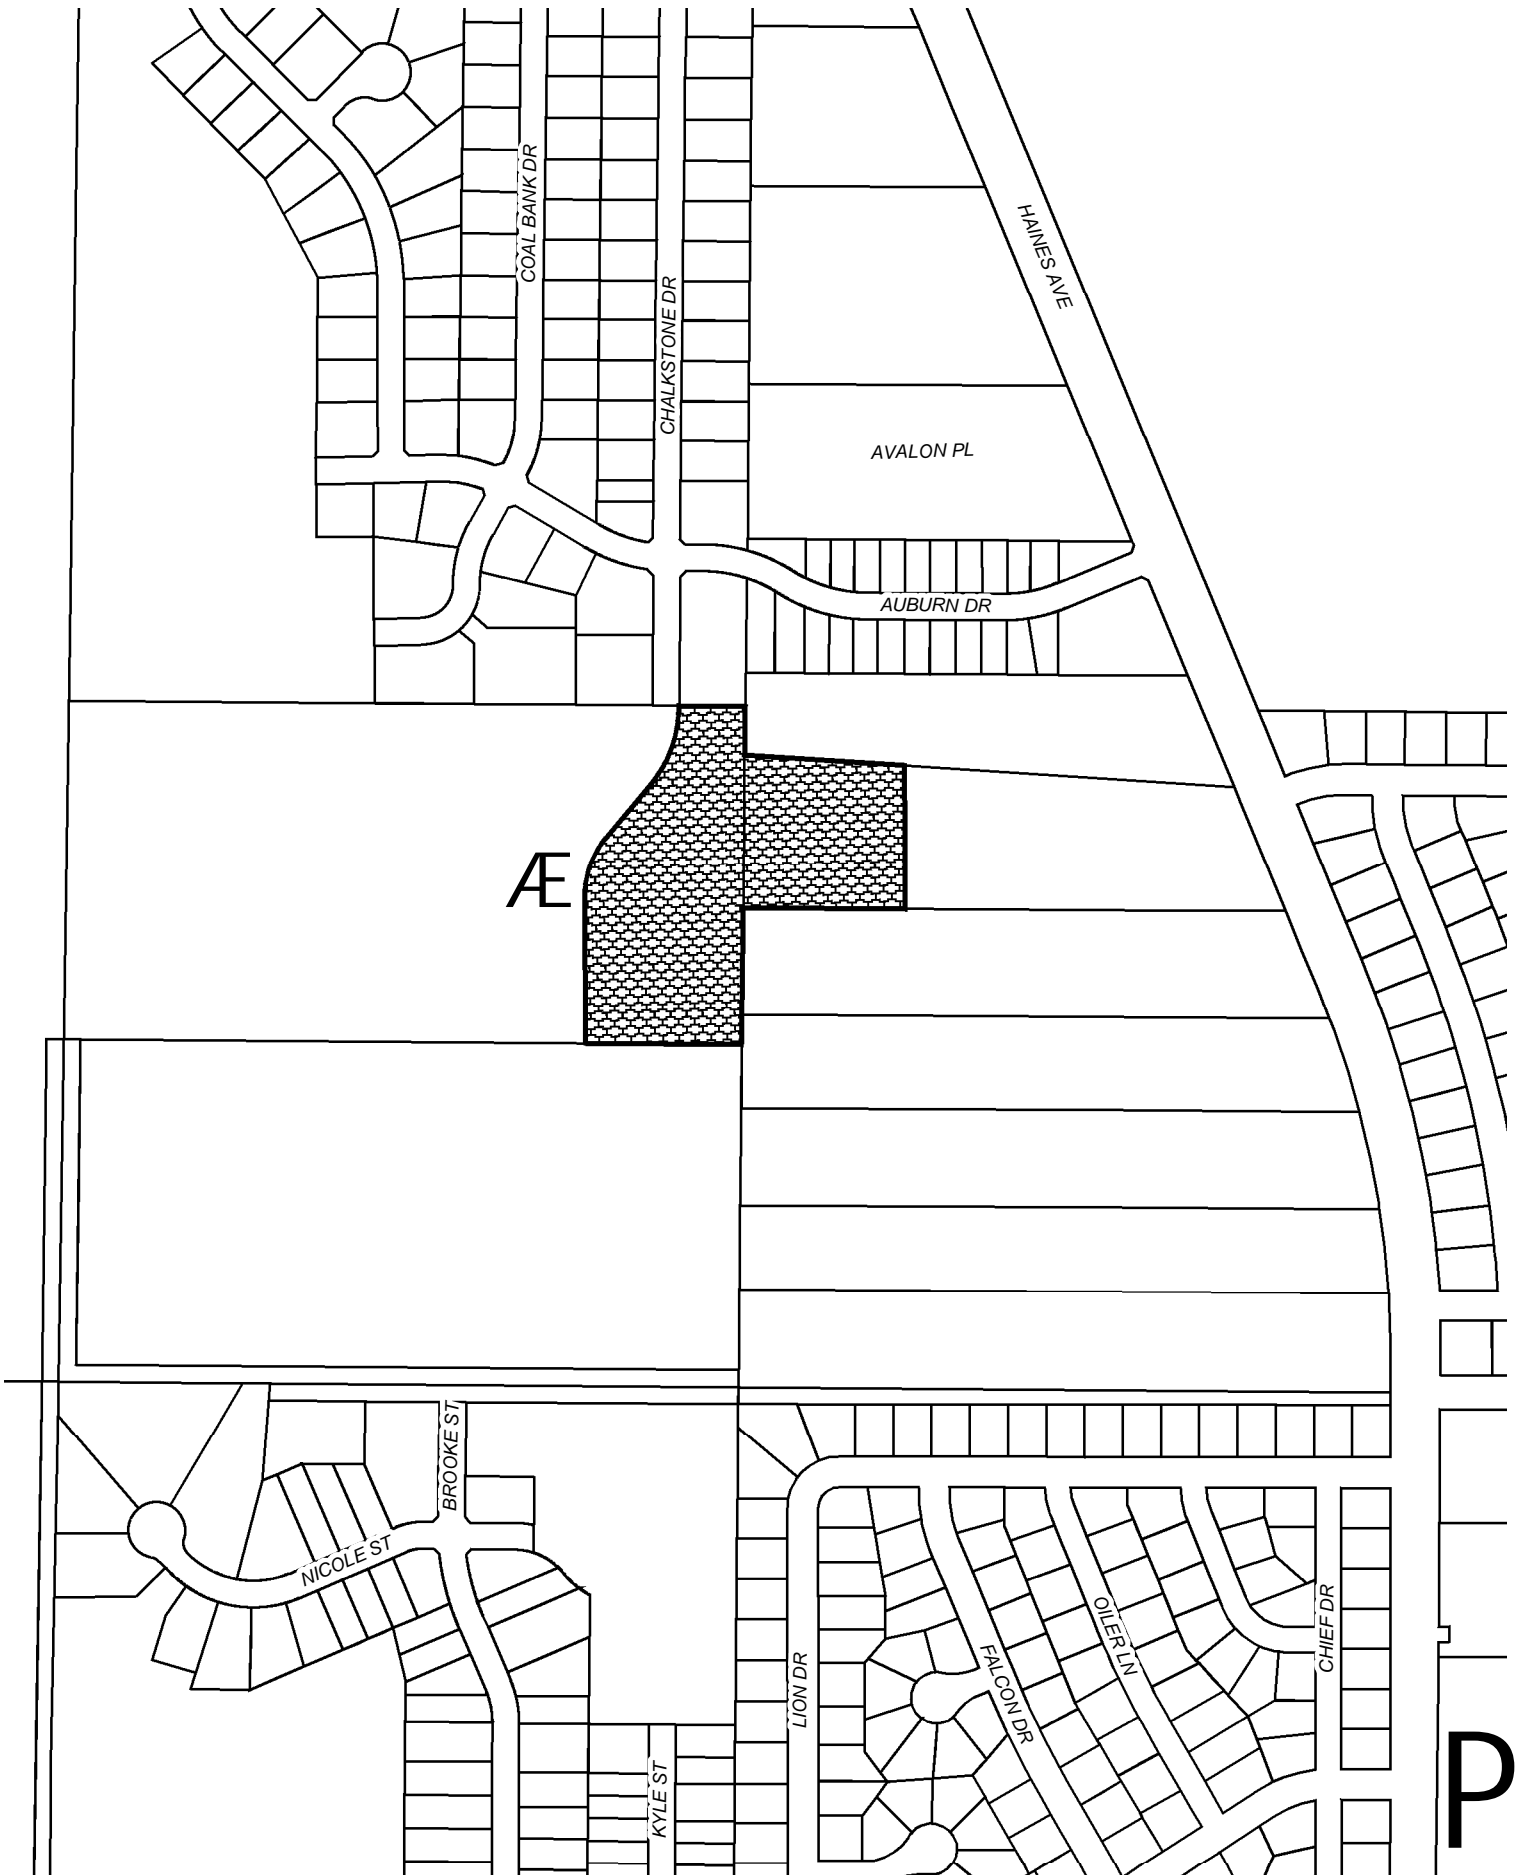 COAL BANK DR
HAINES AVE
CHALKSTONE DR
AVALON PL
AUBURN DR
Æ
BROOKE ST
NICOLE ST
OILER LN
CHIEF DR
FALCON DR
LION DR
KYLE ST
P